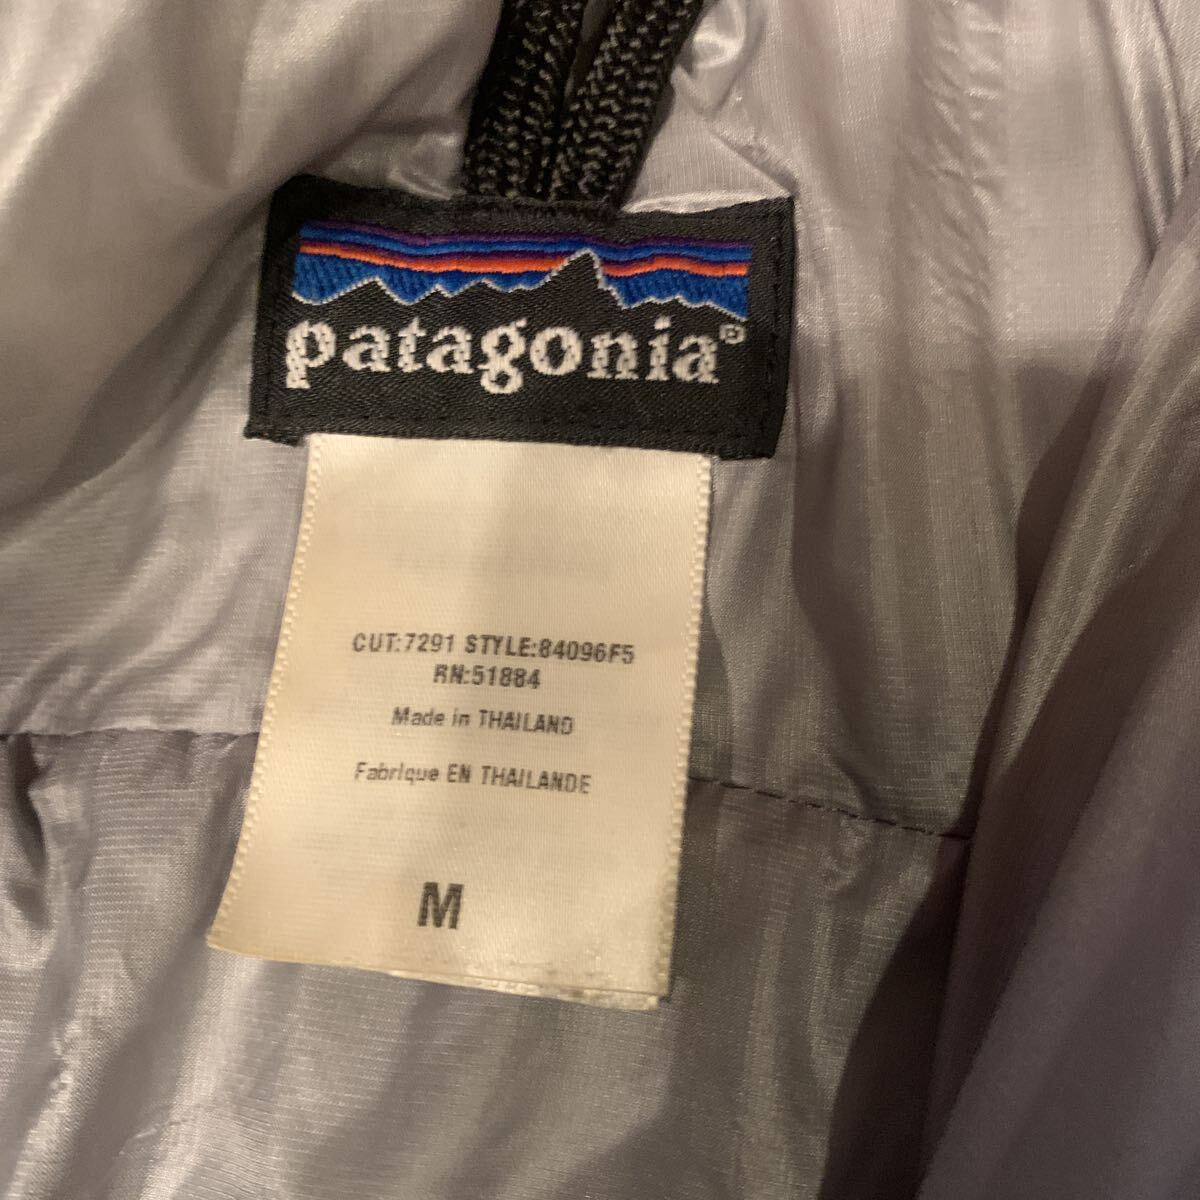 patagonia®
CUT:7291 STYLE:84096F5
RN:51884
Made in THAILAND
Fabrique EN THAILANDE
M